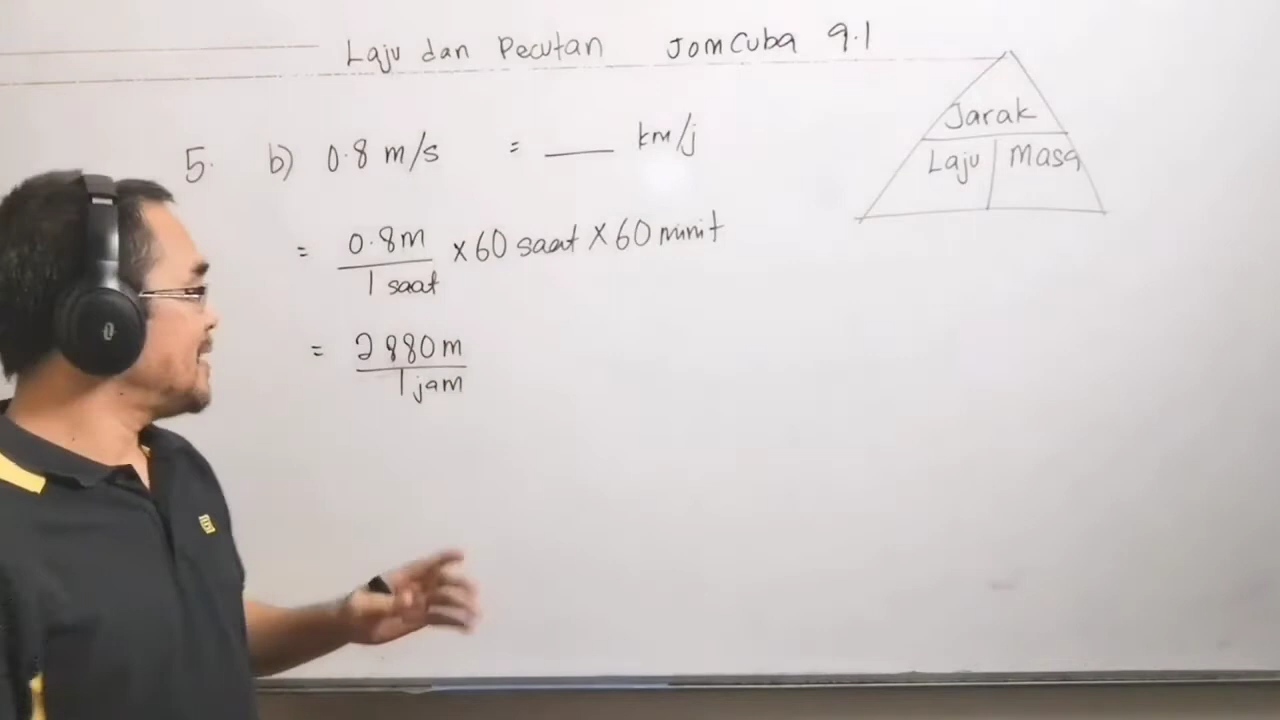 Laju dan Pecutan JomCuba 9.1
Jarak
Laju Masa
5. b) 0.8 m/s = ___ km/j
= 0.8m / 1 saat × 60 saat × 60 minit
= 2880m / 1 jam